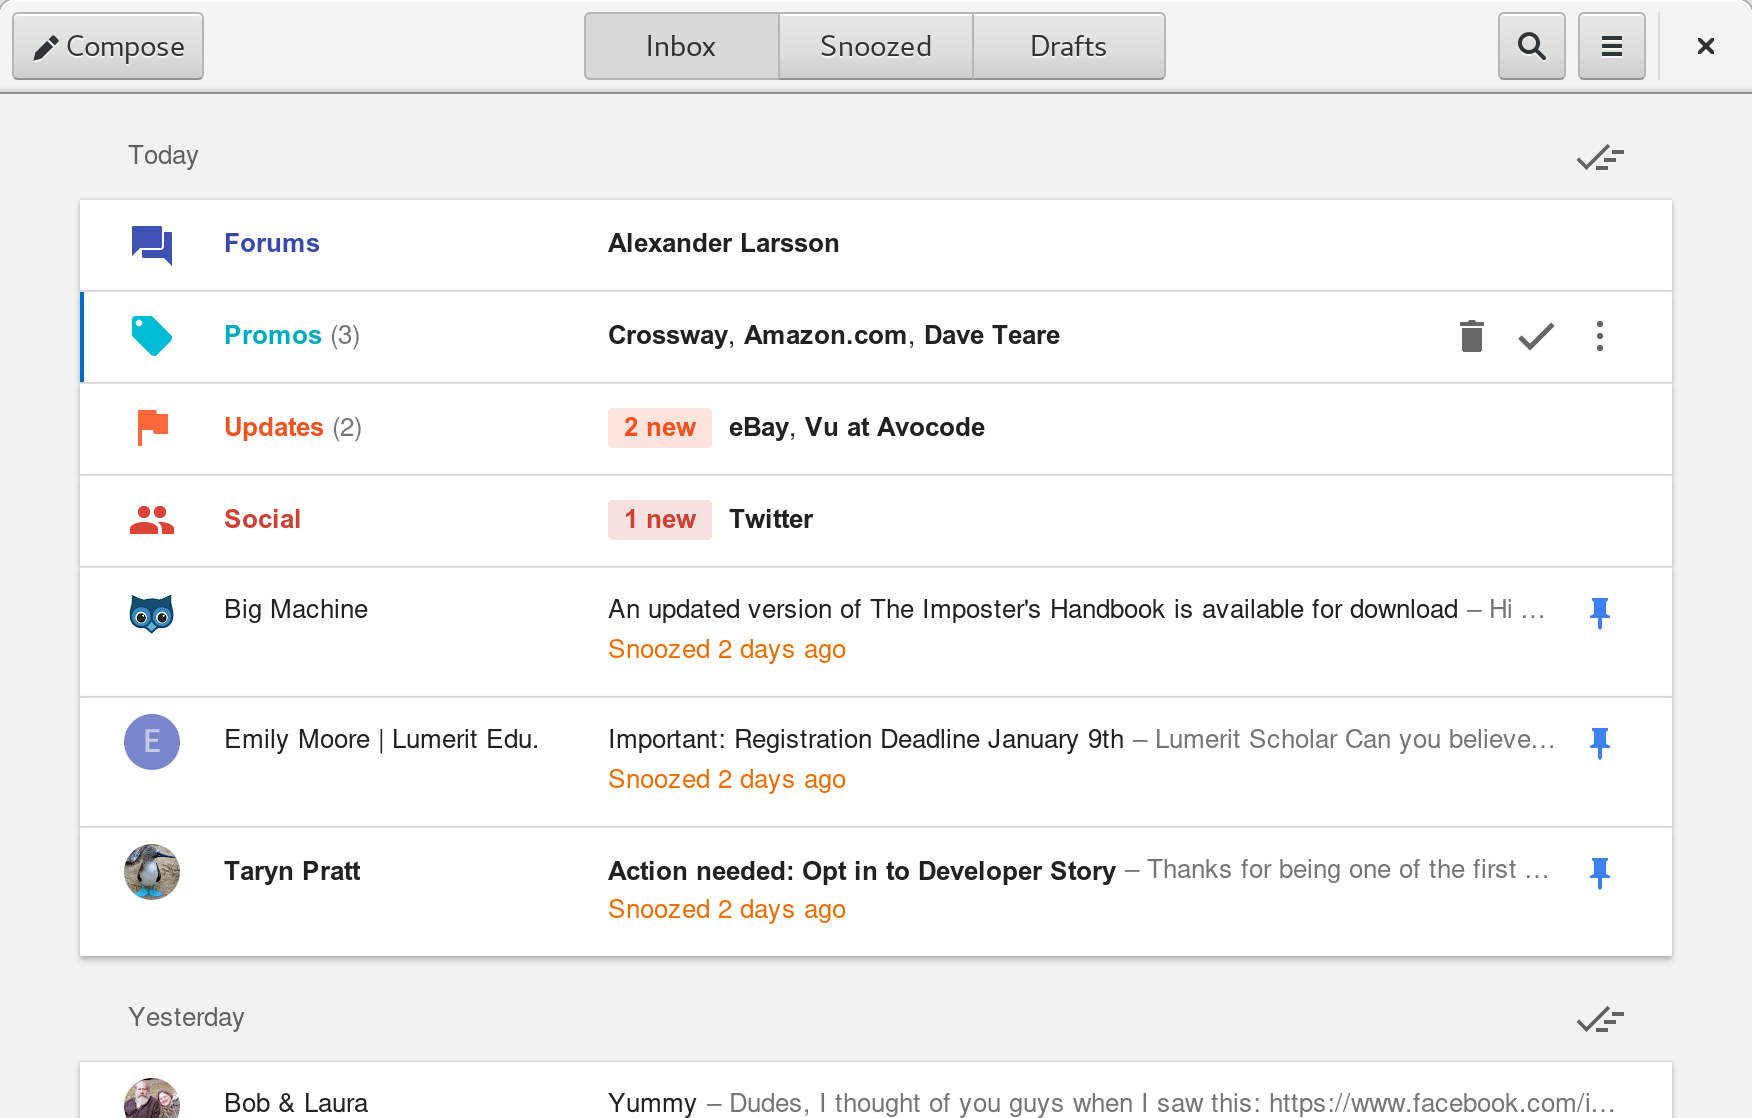 Compose Inbox Snoozed Drafts
Today
Forums Alexander Larsson
Promos (3) Crossway, Amazon.com, Dave Teare
Updates (2) 2 new eBay, Vu at Avocode
Social 1 new Twitter
Big Machine An updated version of The Imposter's Handbook is available for download – Hi …
Snoozed 2 days ago
E Emily Moore | Lumerit Edu. Important: Registration Deadline January 9th – Lumerit Scholar Can you believe…
Snoozed 2 days ago
Taryn Pratt Action needed: Opt in to Developer Story – Thanks for being one of the first …
Snoozed 2 days ago
Yesterday
Bob & Laura Yummy – Dudes, I thought of you guys when I saw this: https://www.facebook.com/i…